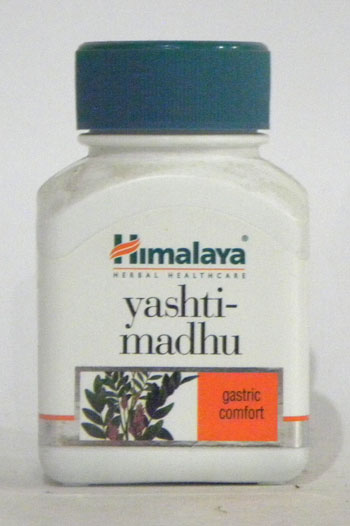 Himalaya®
HERBAL HEALTHCARE
yashti-
madhu
gastric
comfort